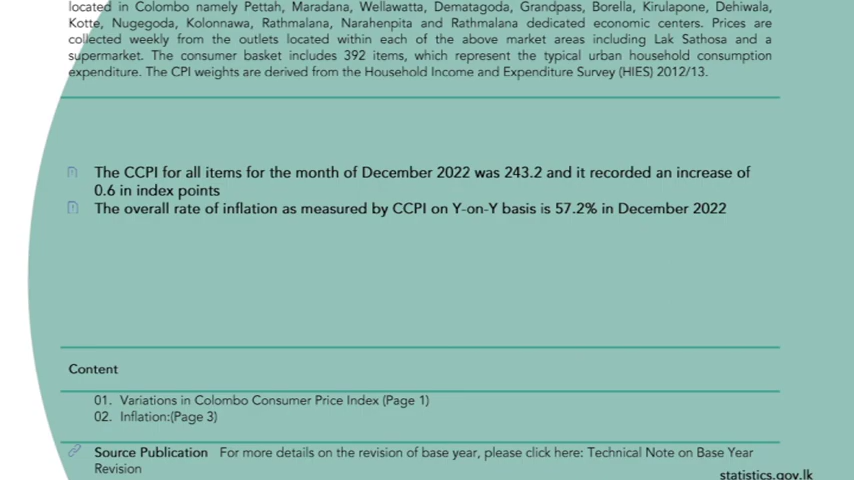 located in Colombo namely Pettah, Maradana, Wellawatta, Dematagoda, Grandpass, Borella, Kirulapone, Dehiwala,
Kotte, Nugegoda, Kolonnawa, Rathmalana, Narahenpita and Rathmalana dedicated economic centers. Prices are
collected weekly from the outlets located within each of the above market areas including Lak Sathosa and a
supermarket. The consumer basket includes 392 items, which represent the typical urban household consumption
expenditure. The CPI weights are derived from the Household Income and Expenditure Survey (HIES) 2012/13.
The CCPI for all items for the month of December 2022 was 243.2 and it recorded an increase of
0.6 in index points
The overall rate of inflation as measured by CCPI on Y-on-Y basis is 57.2% in December 2022
Content
01. Variations in Colombo Consumer Price Index (Page 1)
02. Inflation:(Page 3)
Source Publication For more details on the revision of base year, please click here: Technical Note on Base Year
Revision
statistics.gov.lk